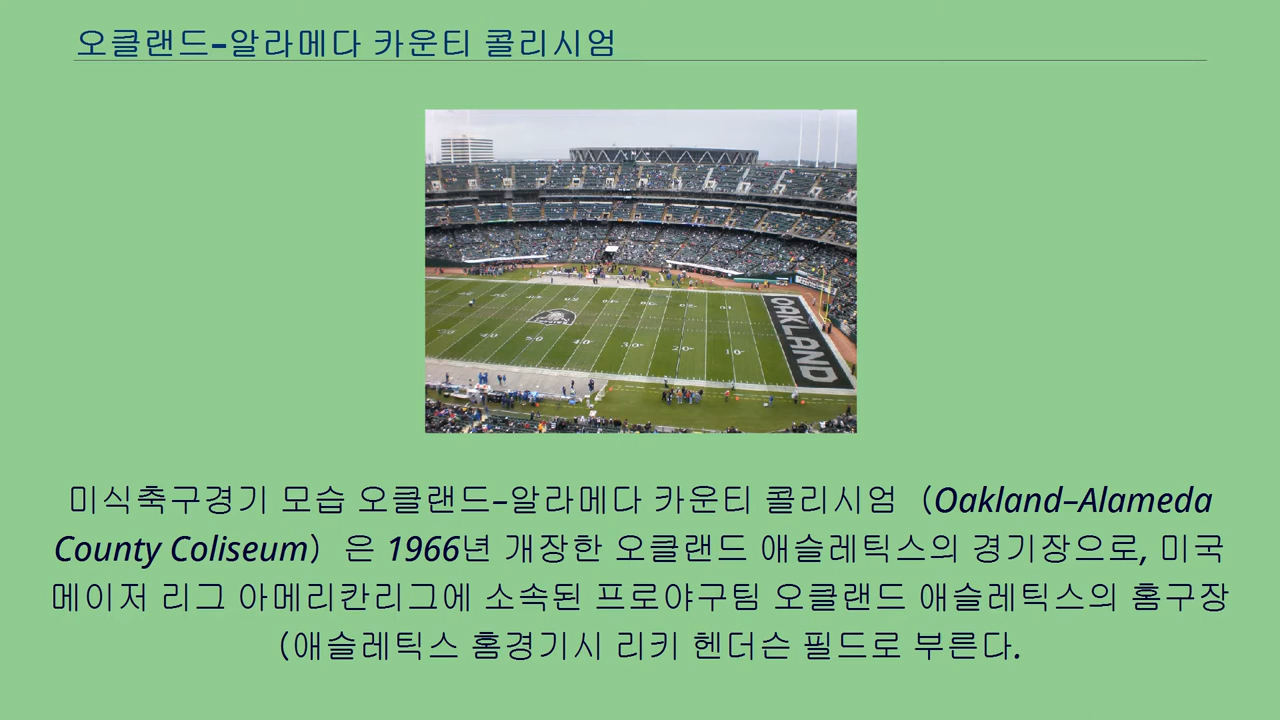 오클랜드–알라메다 카운티 콜리시엄
OAKLAND
미식축구경기 모습 오클랜드–알라메다 카운티 콜리시엄（Oakland–Alameda
County Coliseum）은 1966년 개장한 오클랜드 애슬레틱스의 경기장으로, 미국
메이저 리그 아메리칸리그에 소속된 프로야구팀 오클랜드 애슬레틱스의 홈구장
(애슬레틱스 홈경기시 리키 헨더슨 필드로 부른다.